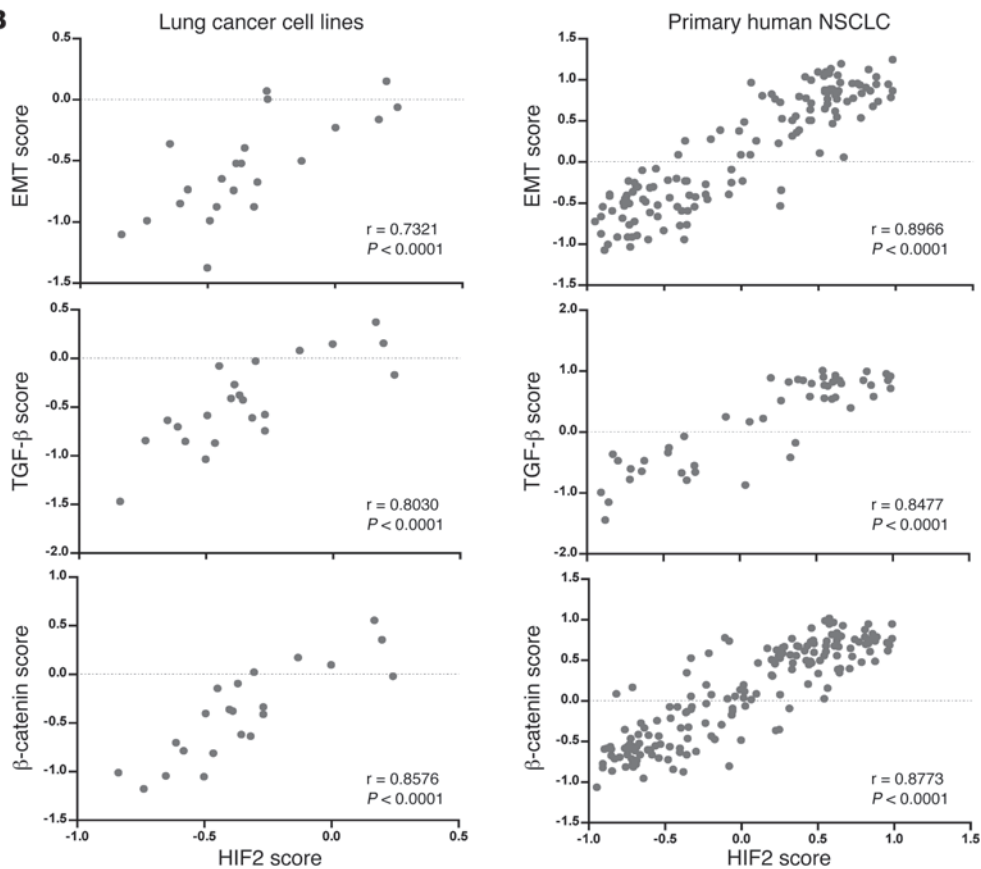 B
Lung cancer cell lines
Primary human NSCLC
EMT score
0.5
0.0
-0.5
-1.0
-1.5
r = 0.7321
P < 0.0001
EMT score
1.5
1.0
0.5
0.0
-0.5
-1.0
-1.5
r = 0.8966
P < 0.0001
TGF-β score
0.5
0.0
-0.5
-1.0
-1.5
-2.0
r = 0.8030
P < 0.0001
TGF-β score
2.0
1.0
0.0
-1.0
-2.0
r = 0.8477
P < 0.0001
β-catenin score
1.0
0.5
0.0
-0.5
-1.0
-1.5
r = 0.8576
P < 0.0001
-1.0 -0.5 0.0 0.5
HIF2 score
β-catenin score
1.5
1.0
0.5
0.0
-0.5
-1.0
-1.5
r = 0.8773
P < 0.0001
-1.0 -0.5 0.0 0.5 1.0 1.5
HIF2 score